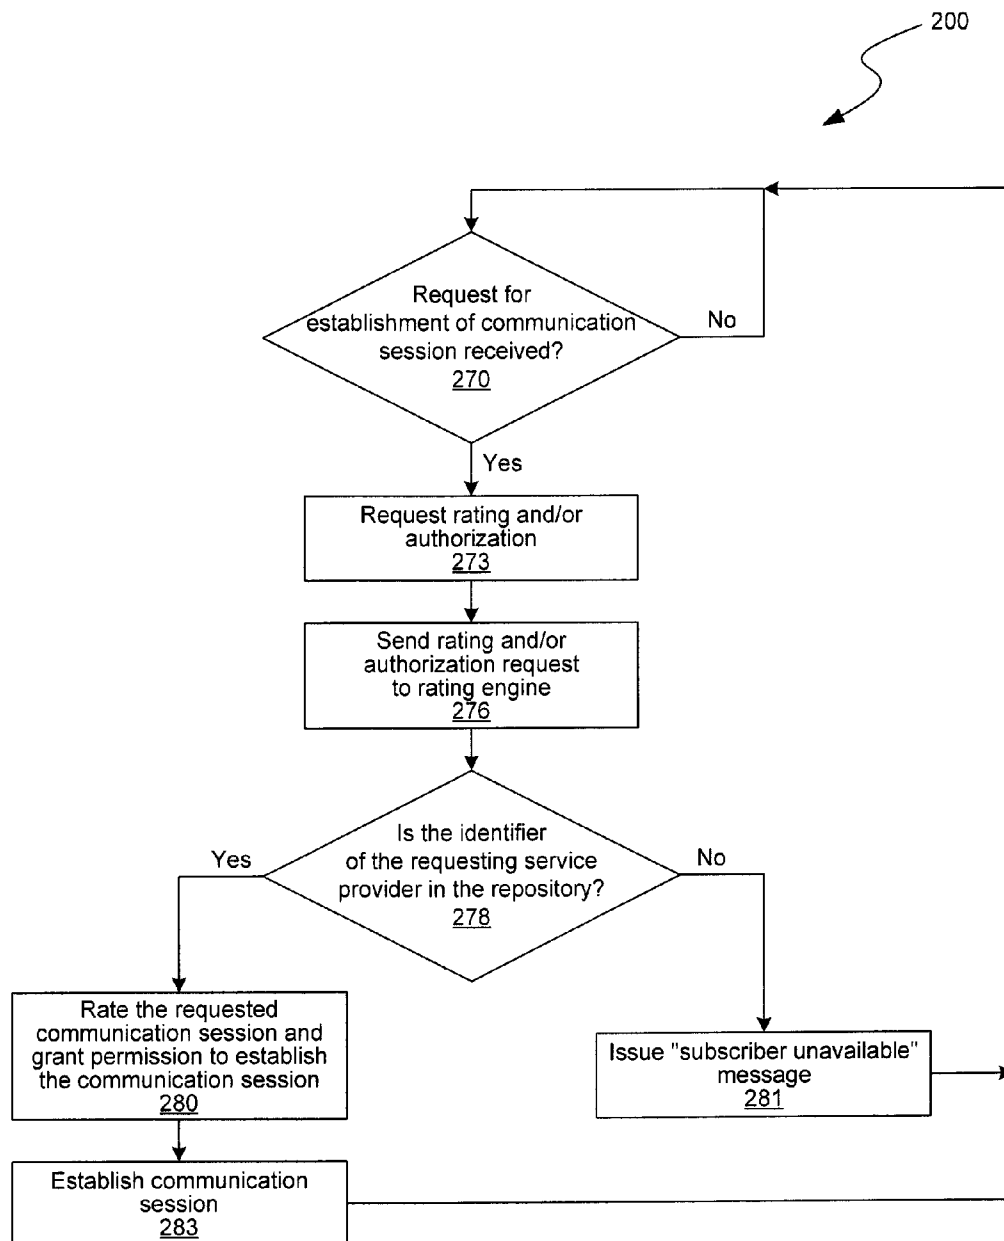 200
Request for
establishment of communication
session received?
270
No
Yes
Request rating and/or
authorization
273
Send rating and/or
authorization request
to rating engine
276
Is the identifier
of the requesting service
provider in the repository?
278
Yes
No
Rate the requested
communication session and
grant permission to establish
the communication session
280
Issue "subscriber unavailable"
message
281
Establish communication
session
283